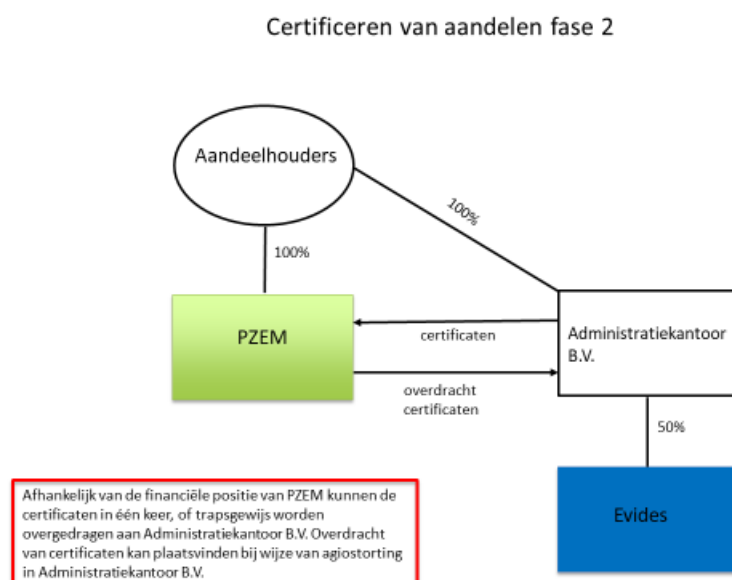 Certificeren van aandelen fase 2
Aandeelhouders
100%
100%
PZEM
certificaten
Administratiekantoor
B.V.
overdracht
certificaten
50%
Evides
Afhankelijk van de financiële positie van PZEM kunnen de
certificaten in één keer, of trapsgewijs worden
overgedragen aan Administratiekantoor B.V. Overdracht
van certificaten kan plaatsvinden bij wijze van agiostorting
in Administratiekantoor B.V.